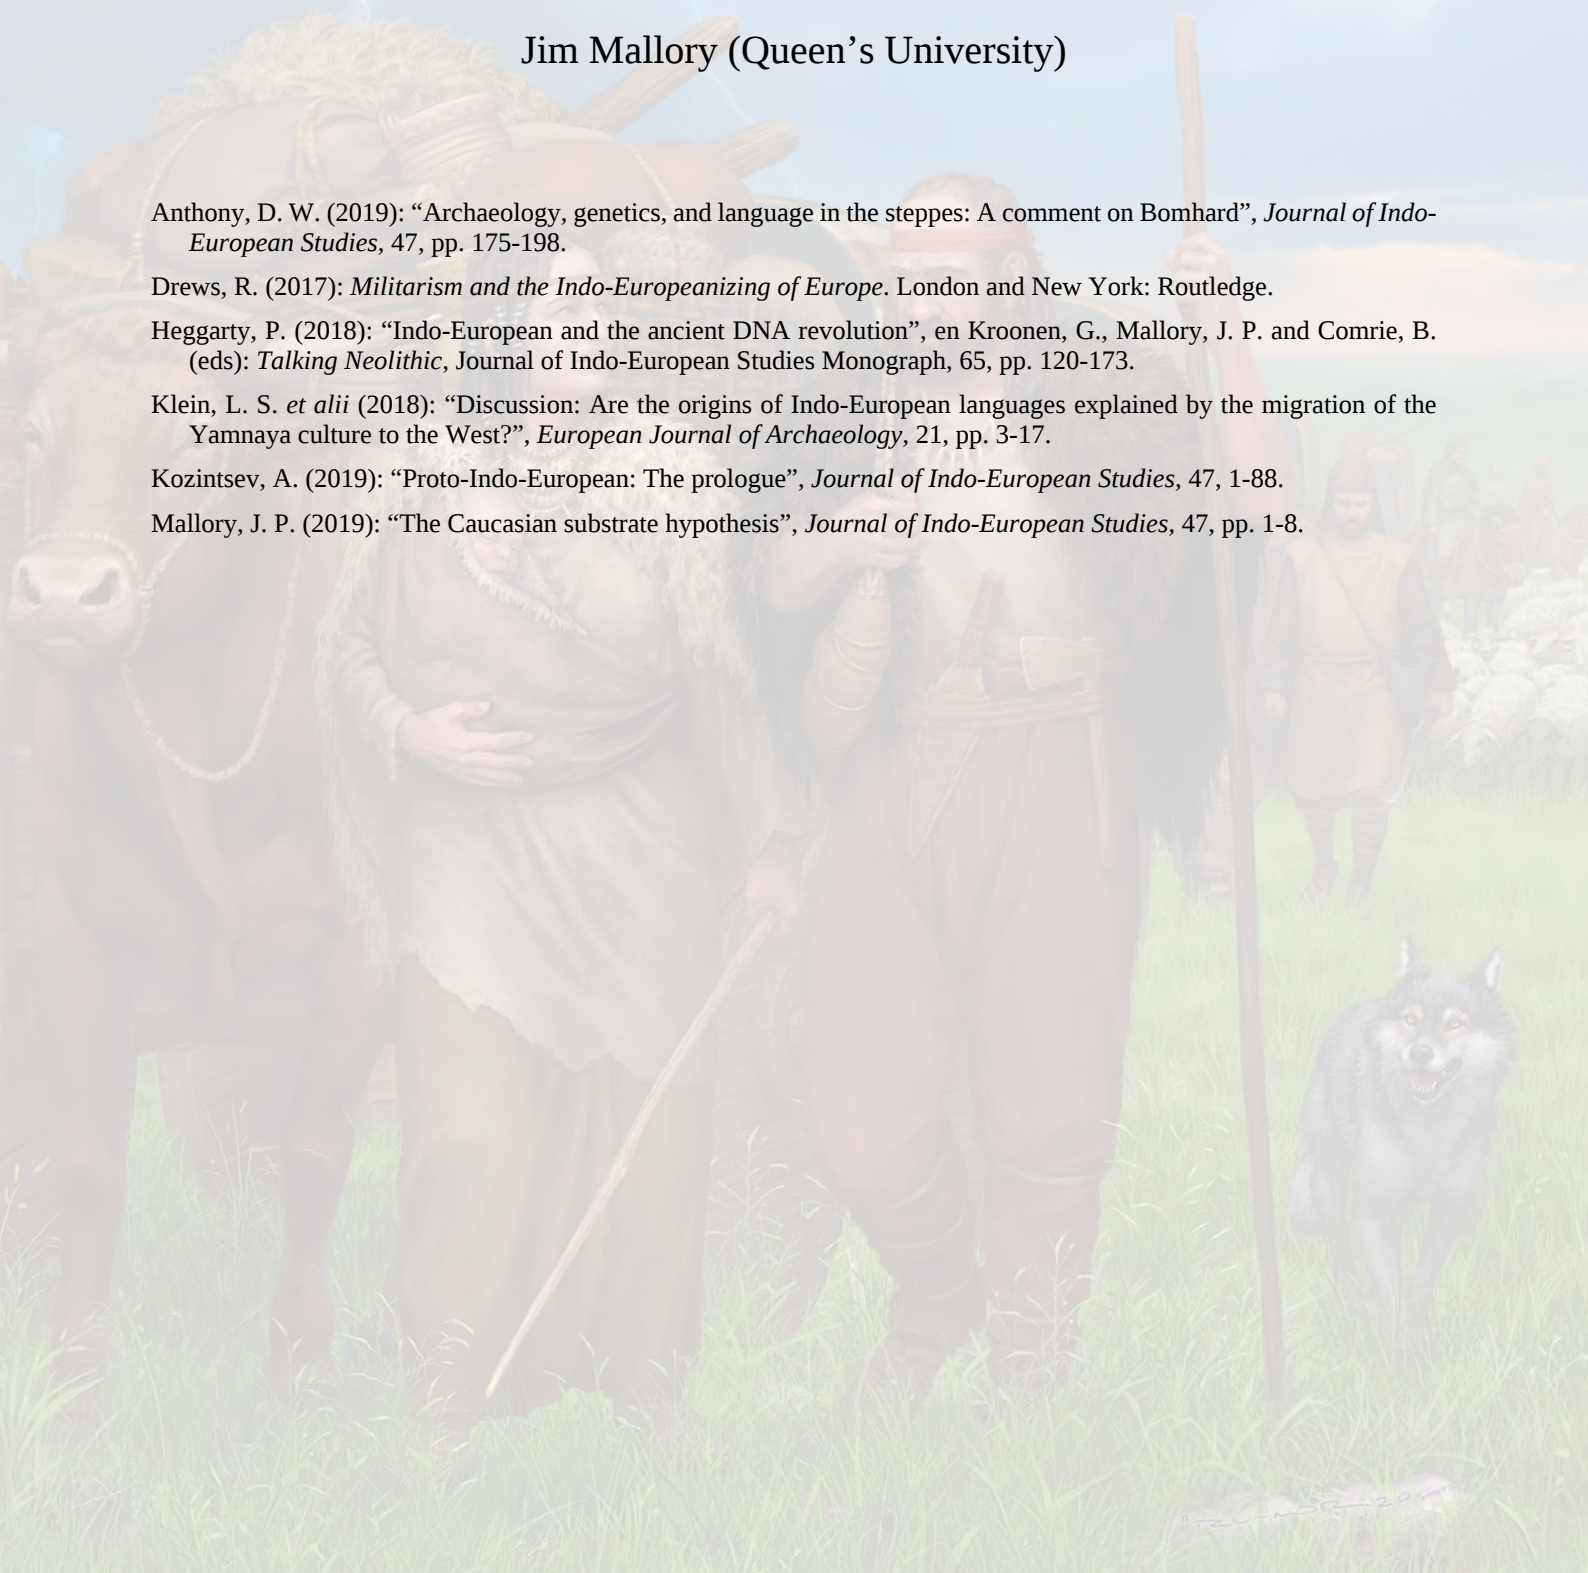 Jim Mallory (Queen’s University)
Anthony, D. W. (2019): “Archaeology, genetics, and language in the steppes: A comment on Bomhard”, Journal of Indo-
European Studies, 47, pp. 175-198.
Drews, R. (2017): Militarism and the Indo-Europeanizing of Europe. London and New York: Routledge.
Heggarty, P. (2018): “Indo-European and the ancient DNA revolution”, en Kroonen, G., Mallory, J. P. and Comrie, B.
(eds): Talking Neolithic, Journal of Indo-European Studies Monograph, 65, pp. 120-173.
Klein, L. S. et alii (2018): “Discussion: Are the origins of Indo-European languages explained by the migration of the
Yamnaya culture to the West?”, European Journal of Archaeology, 21, pp. 3-17.
Kozintsev, A. (2019): “Proto-Indo-European: The prologue”, Journal of Indo-European Studies, 47, 1-88.
Mallory, J. P. (2019): “The Caucasian substrate hypothesis”, Journal of Indo-European Studies, 47, pp. 1-8.